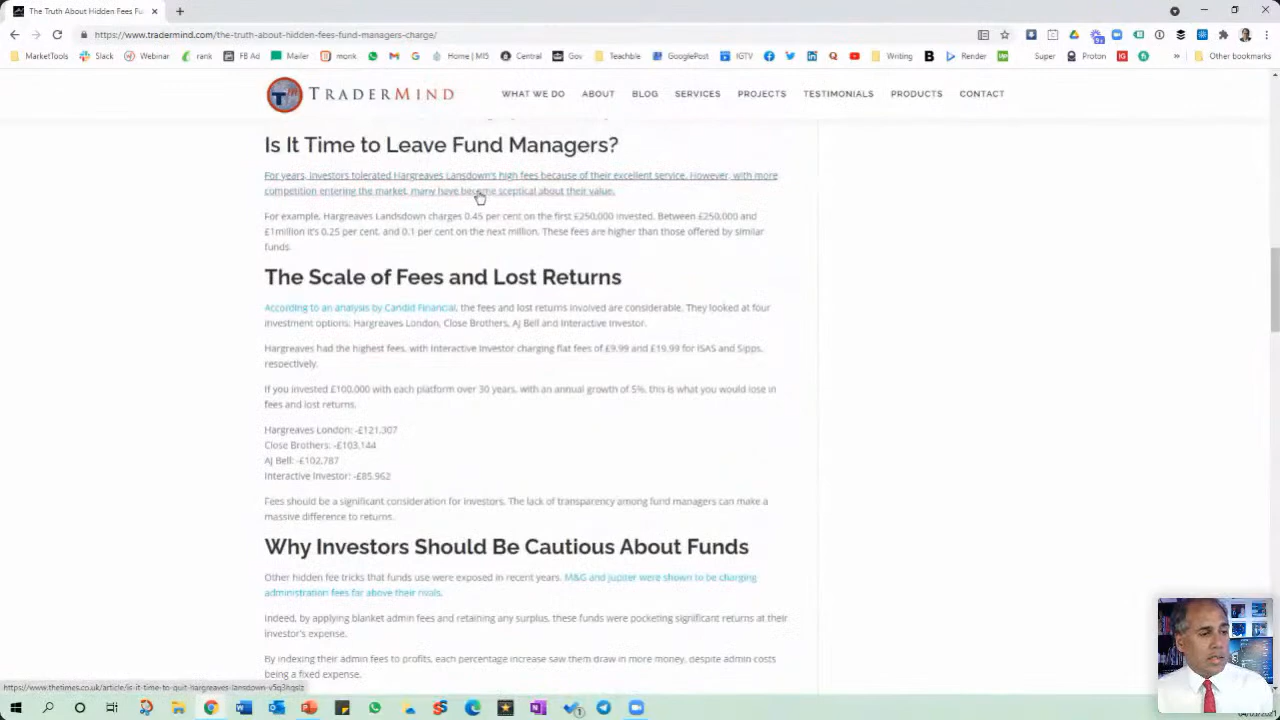 The Truth About Hidden Fees Fu
https://www.tradermind.com/the-truth-about-hidden-fees-fund-managers-charge/
MarketTools Slack Webinar rank FB Ad Mailer monk Home | MI5 Central Gov Teachble GooglePost IGTV Writing Render Super Proton Other bookmarks
TRADERMIND WHAT WE DO ABOUT BLOG SERVICES PROJECTS TESTIMONIALS PRODUCTS CONTACT
Is It Time to Leave Fund Managers?
For years, investors tolerated Hargreaves Lansdown's high fees because of their excellent service. However, with more
competition entering the market, many have become sceptical about their value.
For example, Hargreaves Landsdown charges 0.45 per cent on the first £250,000 invested. Between £250,000 and
£1million it's 0.25 per cent, and 0.1 per cent on the next million. These fees are higher than those offered by similar
funds.
The Scale of Fees and Lost Returns
According to an analysis by Candid Financial, the fees and lost returns involved are considerable. They looked at four
investment options, Hargreaves London, Close Brothers, AJ Bell and Interactive Investor.
Hargreaves had the highest fees, with Interactive Investor charging flat fees of £9.99 and £19.99 for ISAS and Sipps,
respectively.
If you invested £100,000 with each platform over 30 years, with an annual growth of 5%, this is what you would lose in
fees and lost returns.
Hargreaves London: -£121,307
Close Brothers: -£103,144
AJ Bell: -£102,787
Interactive Investor: -£85,962
Fees should be a significant consideration for investors. The lack of transparency among fund managers can make a
massive difference to returns.
Why Investors Should Be Cautious About Funds
Other hidden fee tricks that funds use were exposed in recent years. M&G and Jupiter were shown to be charging
administration fees far above their rivals.
Indeed, by applying blanket admin fees and retaining any surplus, these funds were pocketing significant returns at their
investor's expense.
By indexing their admin fees to profits, each percentage increase saw them draw in more money, despite admin costs
being a fixed expense.